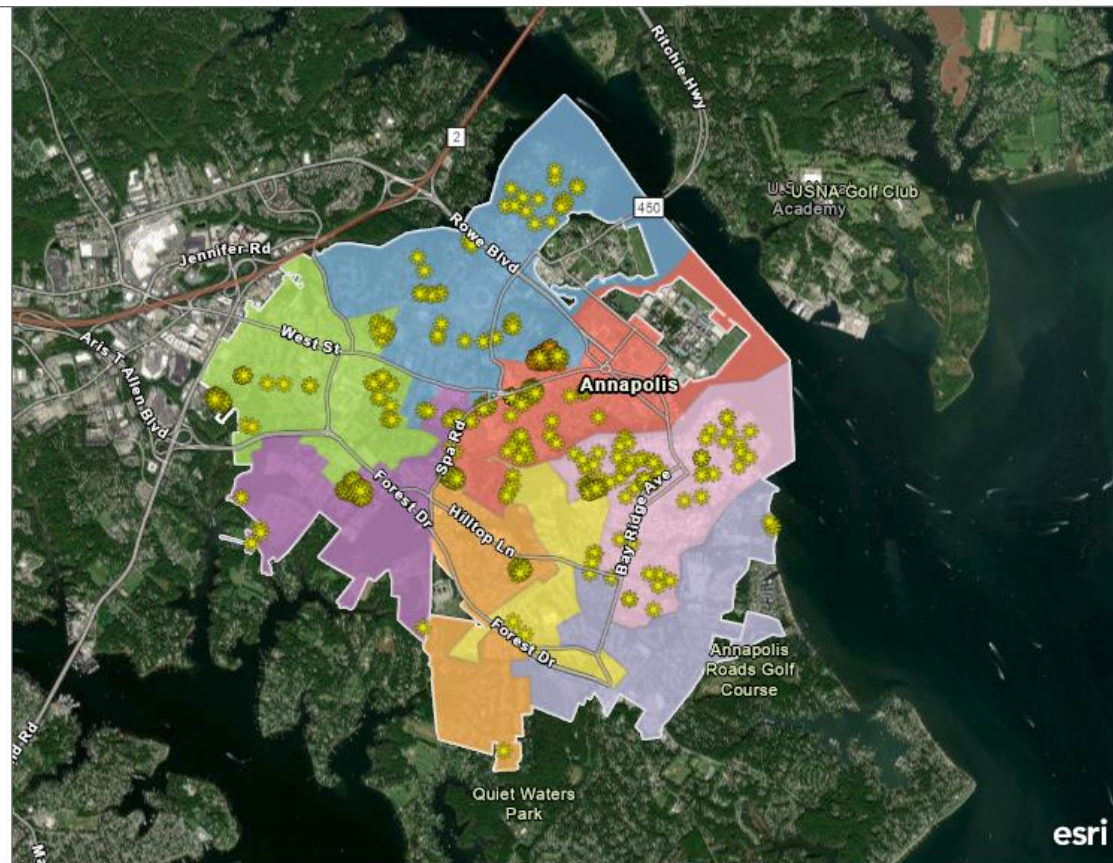 Ritchie Hwy
2
U.S. Naval
USNA Golf Club
Academy
450
Rowe Blvd
Jennifer Rd
West St
Aris T Allen Blvd
Annapolis
Spa Rd
Forest Dr
Hilltop Ln
Bay Ridge Ave
Forest Dr
Annapolis
Roads Golf
Course
Quiet Waters
Park
esri